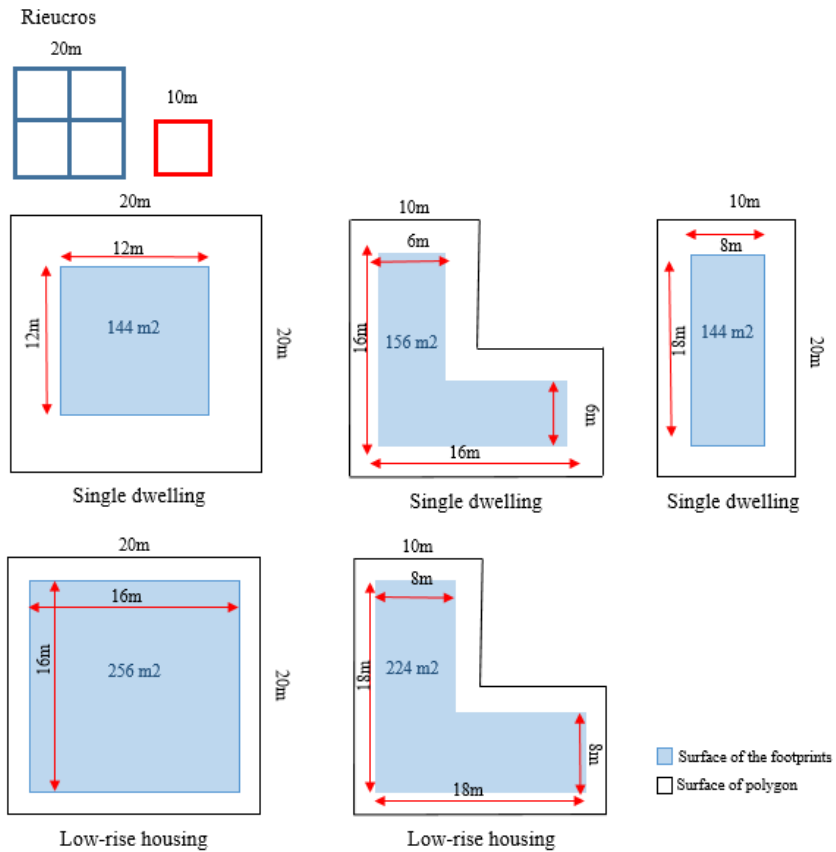 Rieucros
20m
10m
20m
12m
12m
144 m2
20m
Single dwelling
10m
6m
16m
156 m2
6m
16m
Single dwelling
10m
8m
18m
144 m2
20m
Single dwelling
20m
16m
16m
256 m2
20m
Low-rise housing
10m
8m
18m
224 m2
8m
18m
Low-rise housing
Surface of the footprints
Surface of polygon